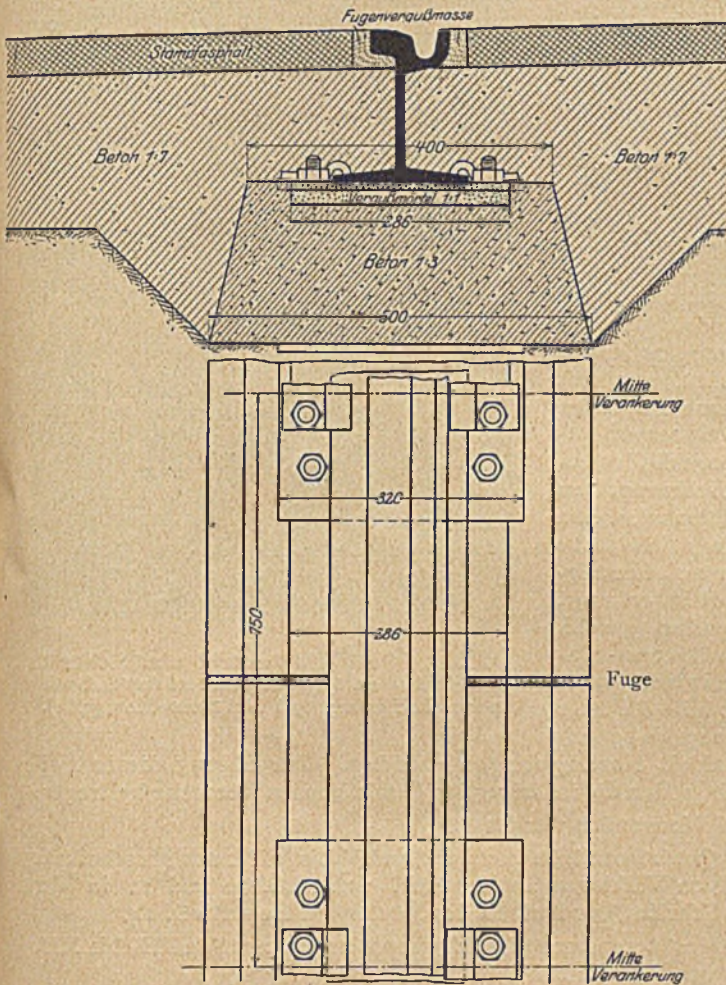 Fugenvergußmasse
Stampfasphalt
400
Beton 1:7
Beton 1:7
Vergußmörtel 1:1
286
Beton 1:3
500
Mitte
Verankerung
320
750
286
Fuge
Mitte
Verankerung